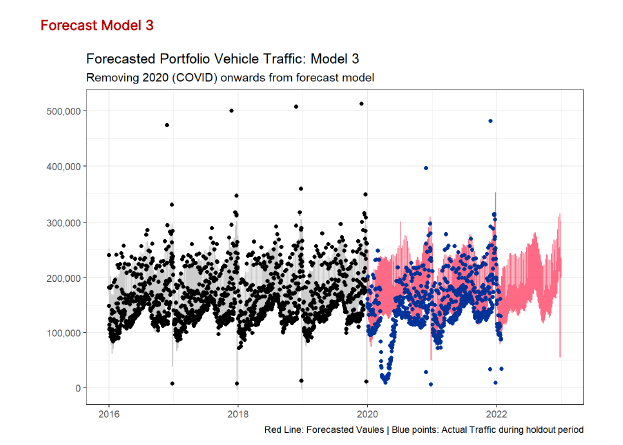 Forecast Model 3
Forecasted Portfolio Vehicle Traffic: Model 3
Removing 2020 (COVID) onwards from forecast model
500,000
400,000
300,000
200,000
100,000
0
2016
2018
2020
2022
Red Line: Forecasted Vaules | Blue points: Actual Traffic during holdout period